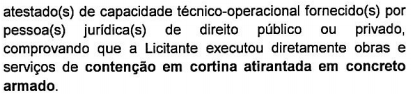 atestado(s) de capacidade técnico-operacional fornecido(s) por
pessoa(s) jurídica(s) de direito público ou privado,
comprovando que a Licitante executou diretamente obras e
serviços de contenção em cortina atirantada em concreto
armado.